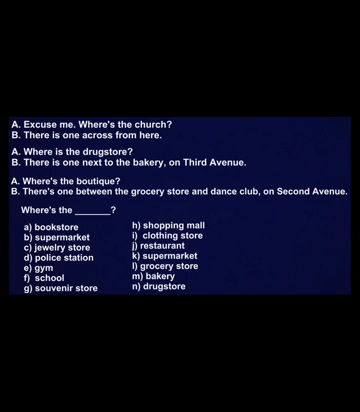 A. Excuse me. Where's the church?
B. There is one across from here.
A. Where is the drugstore?
B. There is one next to the bakery, on Third Avenue.
A. Where's the boutique?
B. There's one between the grocery store and dance club, on Second Avenue.
Where's the _______?
a) bookstore
b) supermarket
c) jewelry store
d) police station
e) gym
f) school
g) souvenir store
h) shopping mall
i) clothing store
j) restaurant
k) supermarket
l) grocery store
m) bakery
n) drugstore